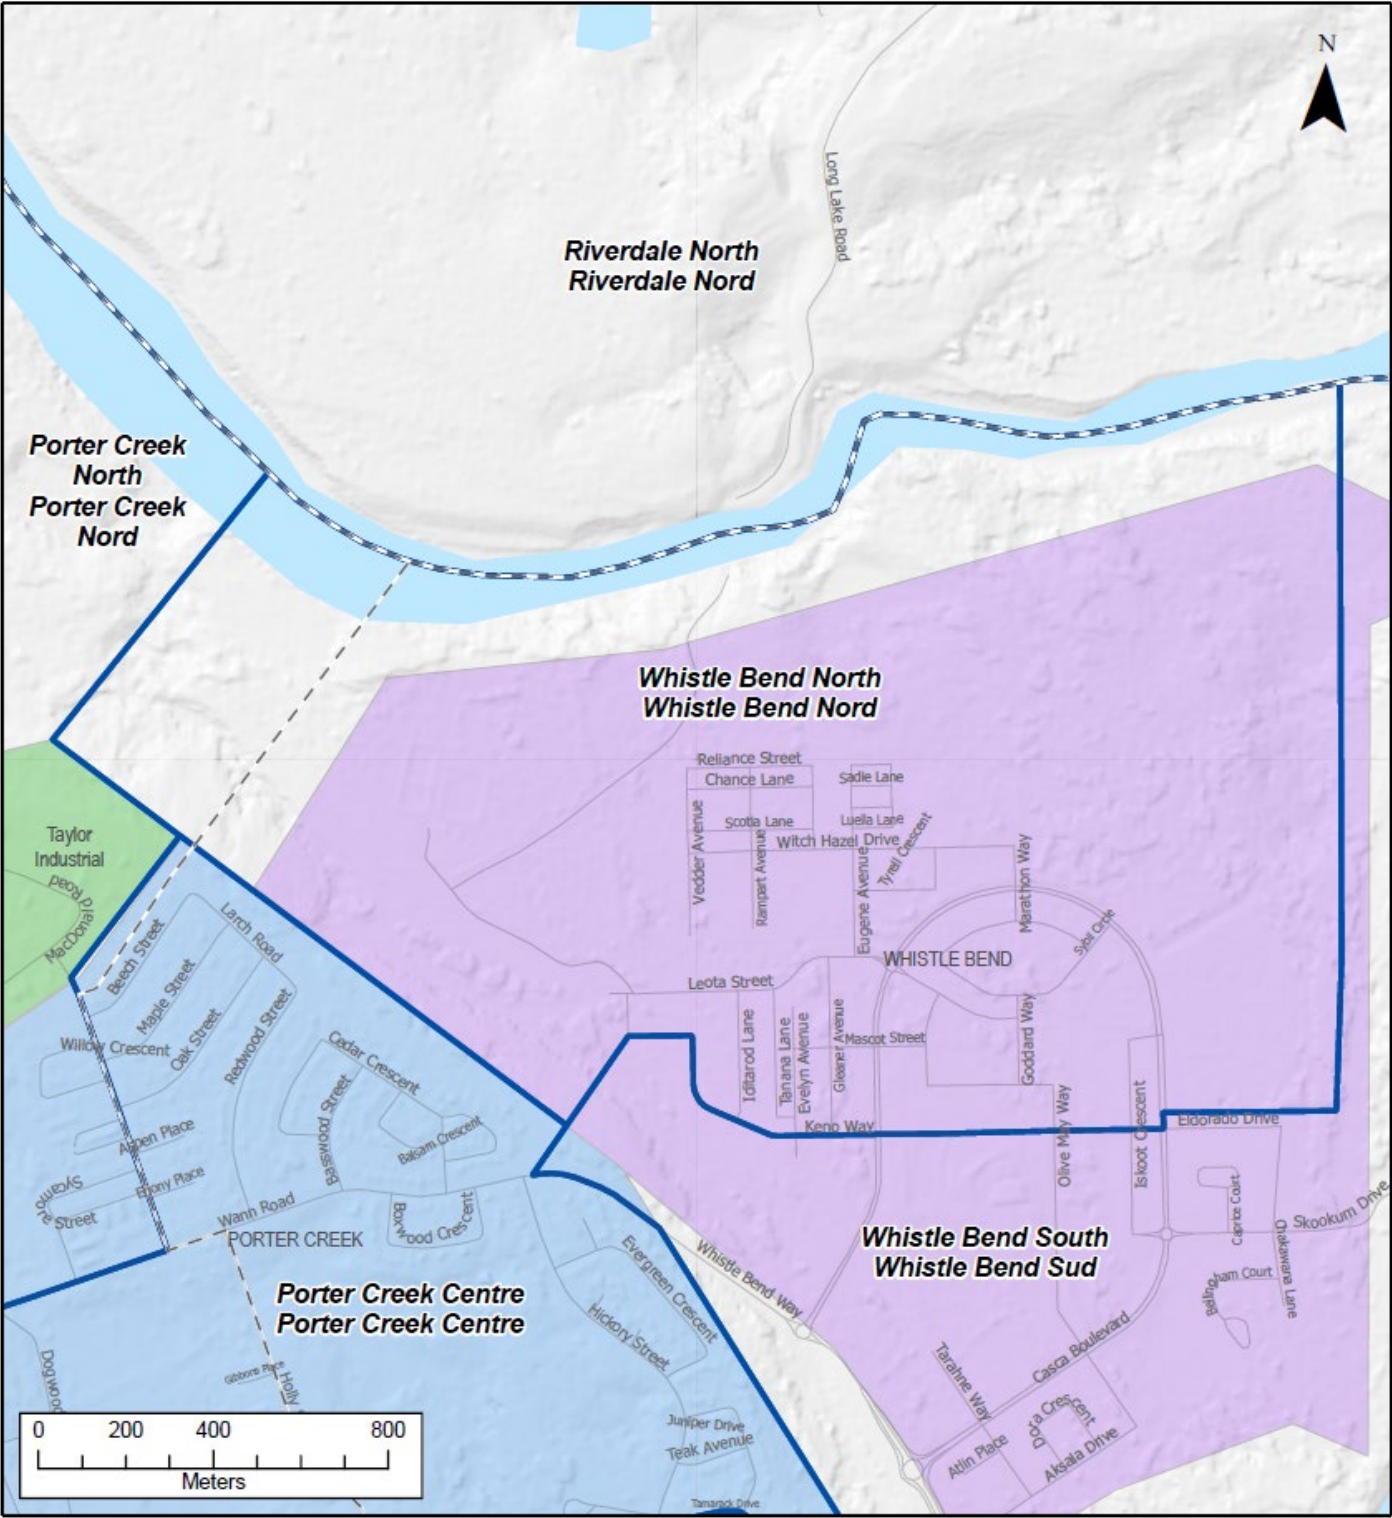 N
Long Lake Road
Riverdale North
Riverdale Nord
Porter Creek
North
Porter Creek
Nord
Whistle Bend North
Whistle Bend Nord
Reliance Street
Chance Lane
Sadie Lane
Scotia Lane
Luella Lane
Witch Hazel Drive
Tyrell Crescent
Vedder Avenue
Rampart Avenue
Eugene Avenue
Marathon Way
Sybil Circle
WHISTLE BEND
Taylor
Industrial
MacDonald Road
Beech Street
Larch Road
Maple Street
Oak Street
Redwood Street
Willow Crescent
Cedar Crescent
Basswood Street
Balsam Crescent
Aspen Place
Ebony Place
Sycamore Street
Wann Road
Boxwood Crescent
PORTER CREEK
Leota Street
Iditarod Lane
Tanana Lane
Evelyn Avenue
Gleaner Avenue
Mascot Street
Goddard Way
Keno Way
Olive May Way
Iskoot Crescent
Eldorado Drive
Caprice Court
Skookum Drive
Chakawana Lane
Bellingham Court
Whistle Bend South
Whistle Bend Sud
Porter Creek Centre
Porter Creek Centre
Evergreen Crescent
Whistle Bend Way
Hickory Street
Casca Boulevard
Tarahne Way
Dora Crescent
Atlin Place
Aksala Drive
Dogwood
Gibbons Place
Holly
Juniper Drive
Teak Avenue
Tamarack Drive
0 200 400 800
Meters